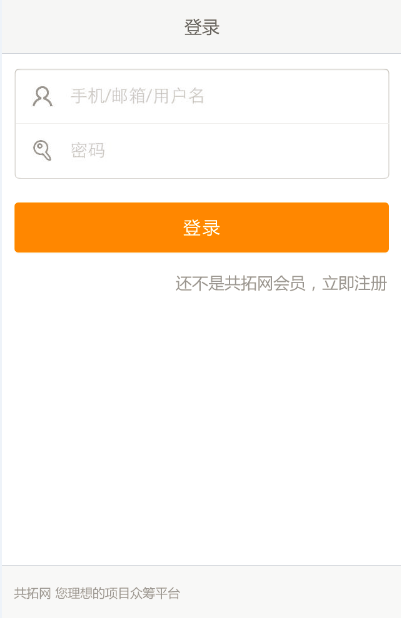 登录
手机/邮箱/用户名
密码
登录
还不是共拓网会员，立即注册
共拓网 您理想的项目众筹平台